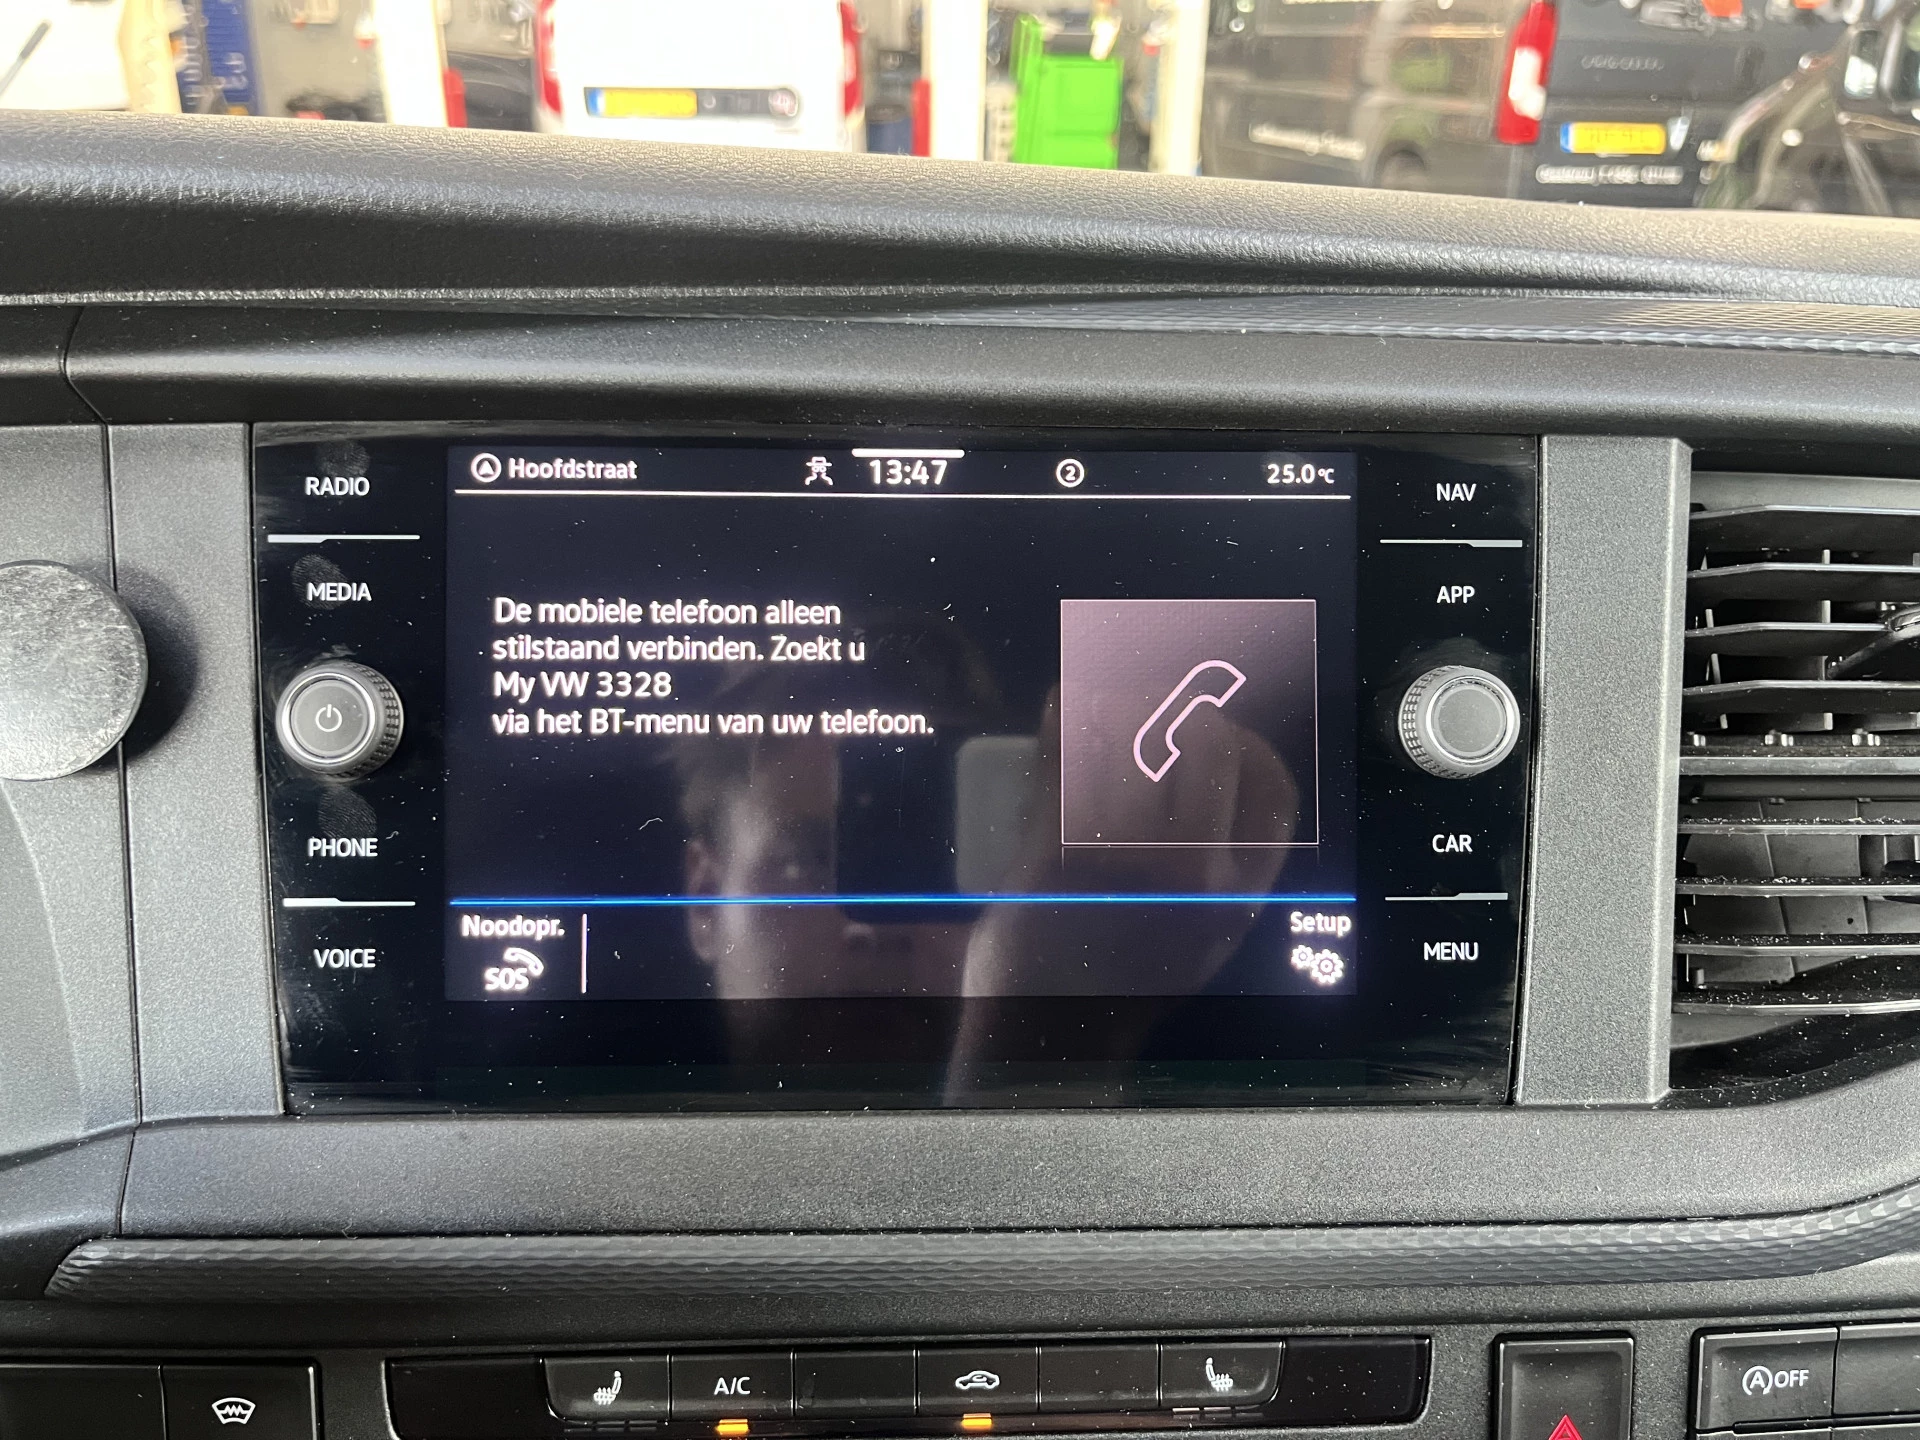 RADIO
MEDIA
PHONE
VOICE
Hoofdstraat
13:47
2
25.0 °C
De mobiele telefoon alleen
stilstaand verbinden. Zoekt u
My VW 3328
via het BT-menu van uw telefoon.
Noodopr.
SOS
Setup
NAV
APP
CAR
MENU
A/C
A OFF